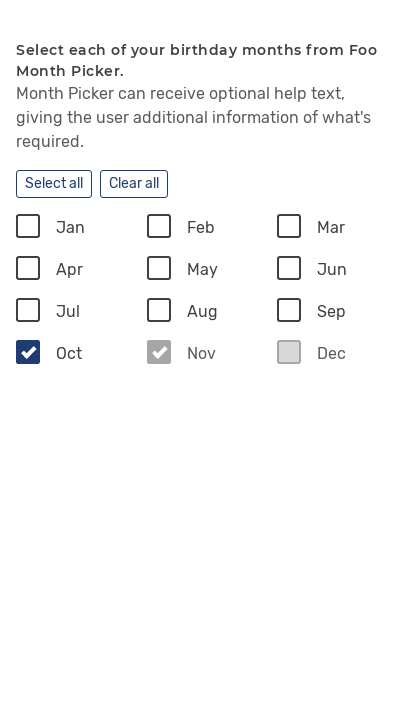 Select each of your birthday months from Foo
Month Picker.
Month Picker can receive optional help text,
giving the user additional information of what's
required.
Select all Clear all
Jan Feb Mar
Apr May Jun
Jul Aug Sep
Oct Nov Dec